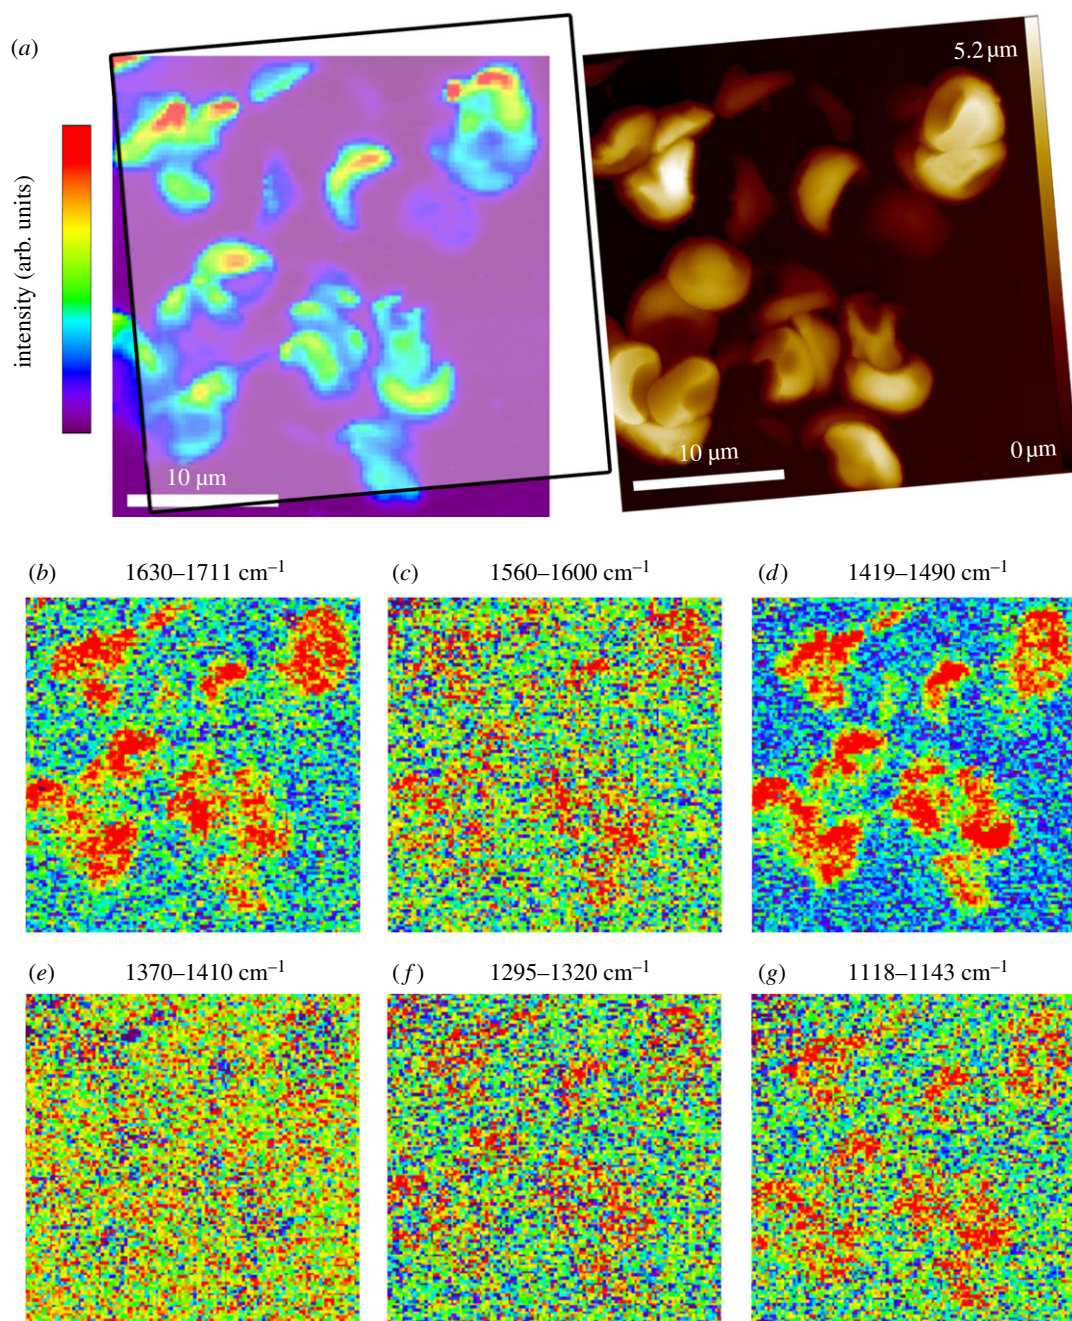 (a)
5.2 µm
intensity (arb. units)
10 µm
10 µm
0 µm
(b) 1630–1711 cm⁻¹
(c) 1560–1600 cm⁻¹
(d) 1419–1490 cm⁻¹
(e) 1370–1410 cm⁻¹
(f) 1295–1320 cm⁻¹
(g) 1118–1143 cm⁻¹